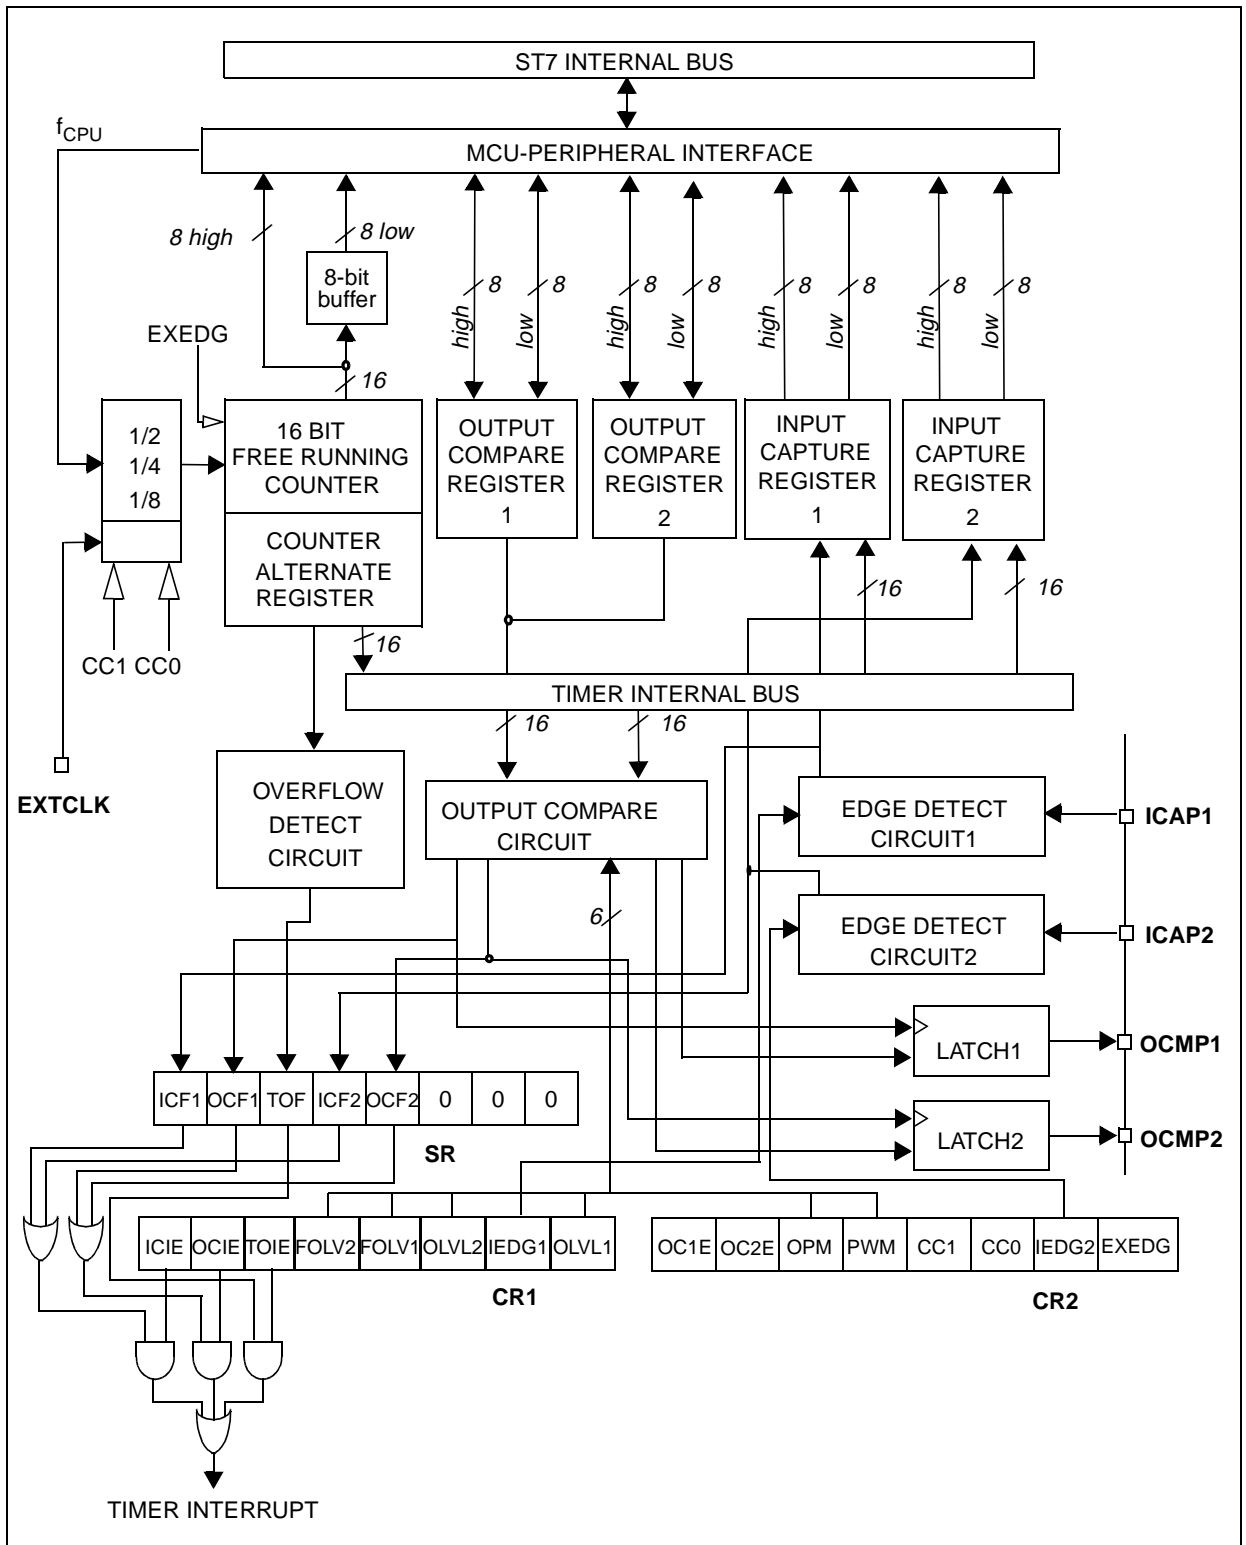 ST7 INTERNAL BUS
fCPU
MCU-PERIPHERAL INTERFACE
8 high
8 low
8-bit
buffer
high
8
low
8
high
8
low
8
high
8
low
8
high
8
low
8
EXEDG
16
1/2
1/4
1/8
16 BIT
FREE RUNNING
COUNTER
OUTPUT
COMPARE
REGISTER
1
OUTPUT
COMPARE
REGISTER
2
INPUT
CAPTURE
REGISTER
1
INPUT
CAPTURE
REGISTER
2
COUNTER
ALTERNATE
REGISTER
16
16
16
CC1 CC0
TIMER INTERNAL BUS
16
16
EXTCLK
OVERFLOW
DETECT
CIRCUIT
OUTPUT COMPARE
CIRCUIT
EDGE DETECT
CIRCUIT1
ICAP1
6
EDGE DETECT
CIRCUIT2
ICAP2
LATCH1
OCMP1
ICF1 OCF1 TOF ICF2 OCF2 0 0 0
SR
LATCH2
OCMP2
ICIE OCIE TOIE FOLV2 FOLV1 OLVL2 IEDG1 OLVL1
CR1
OC1E OC2E OPM PWM CC1 CC0 IEDG2 EXEDG
CR2
TIMER INTERRUPT